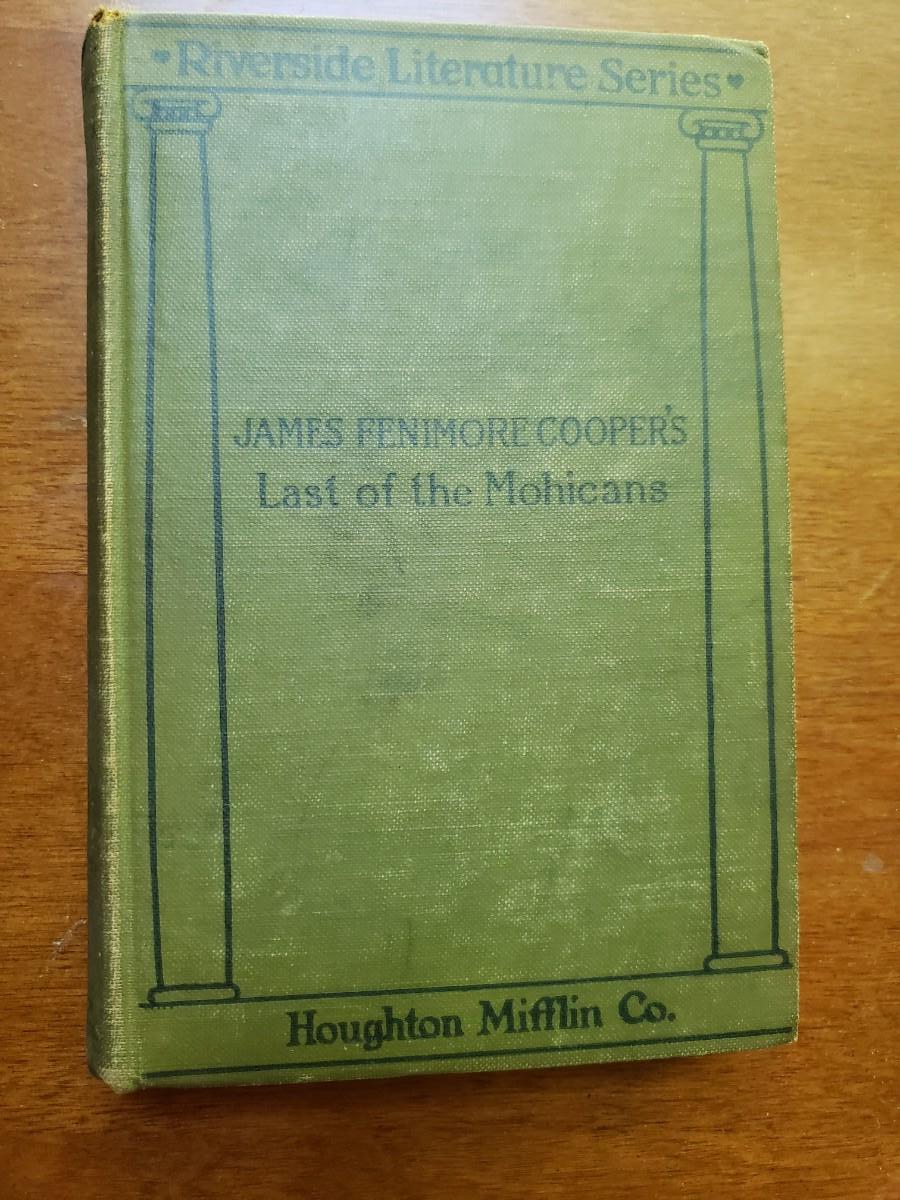 ♥Riverside Literature Series♥
JAMES FENIMORE COOPER'S
Last of the Mohicans
Houghton Mifflin Co.